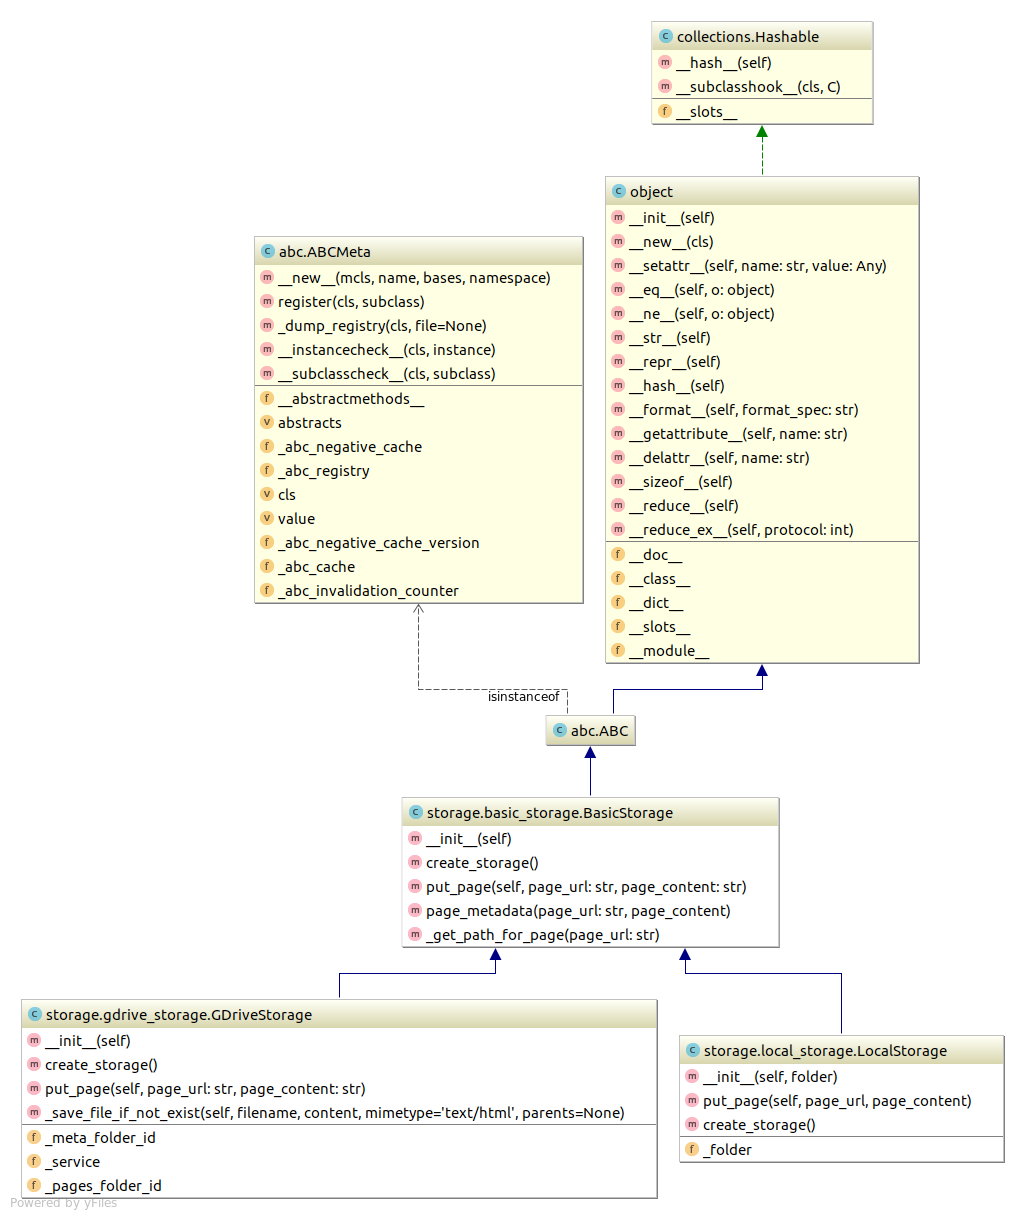 collections.Hashable
__hash__(self)
__subclasshook__(cls, C)
__slots__
object
__init__(self)
__new__(cls)
__setattr__(self, name: str, value: Any)
__eq__(self, o: object)
__ne__(self, o: object)
__str__(self)
__repr__(self)
__hash__(self)
__format__(self, format_spec: str)
__getattribute__(self, name: str)
__delattr__(self, name: str)
__sizeof__(self)
__reduce__(self)
__reduce_ex__(self, protocol: int)
__doc__
__class__
__dict__
__slots__
__module__
abc.ABCMeta
__new__(mcls, name, bases, namespace)
register(cls, subclass)
_dump_registry(cls, file=None)
__instancecheck__(cls, instance)
__subclasscheck__(cls, subclass)
__abstractmethods__
abstracts
_abc_negative_cache
_abc_registry
cls
value
_abc_negative_cache_version
_abc_cache
_abc_invalidation_counter
isinstanceof
abc.ABC
storage.basic_storage.BasicStorage
__init__(self)
create_storage()
put_page(self, page_url: str, page_content: str)
page_metadata(page_url: str, page_content)
_get_path_for_page(page_url: str)
storage.gdrive_storage.GDriveStorage
__init__(self)
create_storage()
put_page(self, page_url: str, page_content: str)
_save_file_if_not_exist(self, filename, content, mimetype='text/html', parents=None)
_meta_folder_id
_service
_pages_folder_id
storage.local_storage.LocalStorage
__init__(self, folder)
put_page(self, page_url, page_content)
create_storage()
_folder
Powered by yFiles